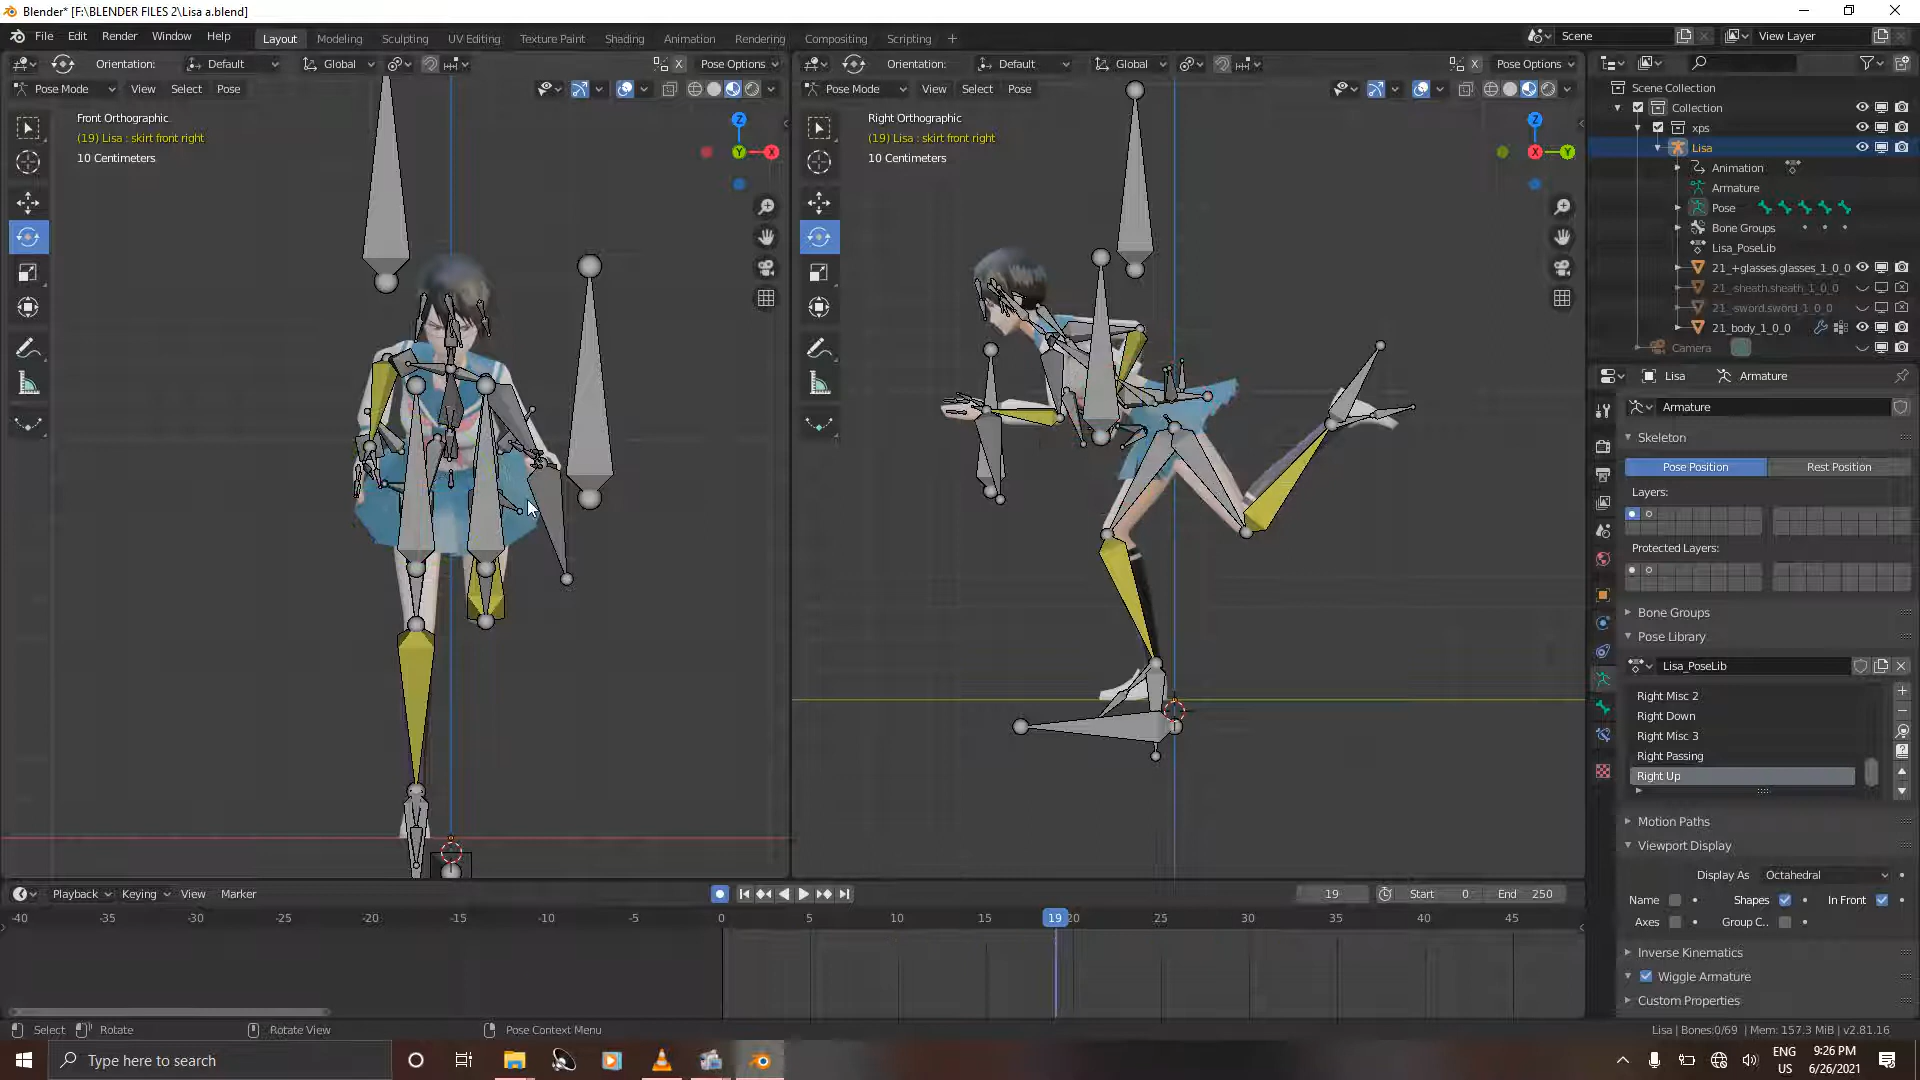 Blender* [F:\BLENDER FILES 2\Lisa a.blend]
File Edit Render Window Help
Layout Modeling Sculpting UV Editing Texture Paint Shading Animation Rendering Compositing Scripting
Scene
View Layer
Orientation: Default Global Pose Options
Orientation: Default Global Pose Options
Pose Mode View Select Pose
Pose Mode View Select Pose
Front Orthographic
(19) Lisa : skirt front right
10 Centimeters
Z
Y
X
Right Orthographic
(19) Lisa : skirt front right
10 Centimeters
Z
X
Y
Scene Collection
Collection
xps
Lisa
Animation
Armature
Pose
Bone Groups
Lisa_PoseLib
21_+glasses.glasses_1_0_0
21_-sheath.sheath_1_0_0
21_-sword.sword_1_0_0
21_body_1_0_0
Camera
Lisa Armature
Armature
Skeleton
Pose Position Rest Position
Layers:
Protected Layers:
Bone Groups
Pose Library
Lisa_PoseLib
Right Misc 2
Right Down
Right Misc 3
Right Passing
Right Up
Motion Paths
Viewport Display
Display As Octahedral
Name Shapes In Front
Axes Group C..
Inverse Kinematics
Wiggle Armature
Custom Properties
Playback Keying View Marker
19 Start 0 End 250
-40 -35 -30 -25 -20 -15 -10 -5 0 5 10 15 19 20 25 30 35 40 45
Select Rotate Rotate View Pose Context Menu
Lisa | Bones:0/69 | Mem: 157.3 MiB | v2.81.16
Type here to search
ENG
US
9:26 PM
6/26/2021